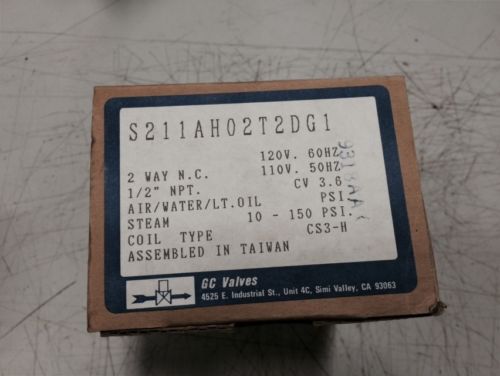 S211AH02T2DG1
120V. 60HZ
2 WAY N.C. 110V. 50HZ
1/2" NPT. CV 3.6
AIR/WATER/LT.OIL PSI.
STEAM 10 - 150 PSI.
COIL TYPE CS3-H
ASSEMBLED IN TAIWAN
GC Valves
4525 E. Industrial St., Unit 4C, Simi Valley, CA 93063